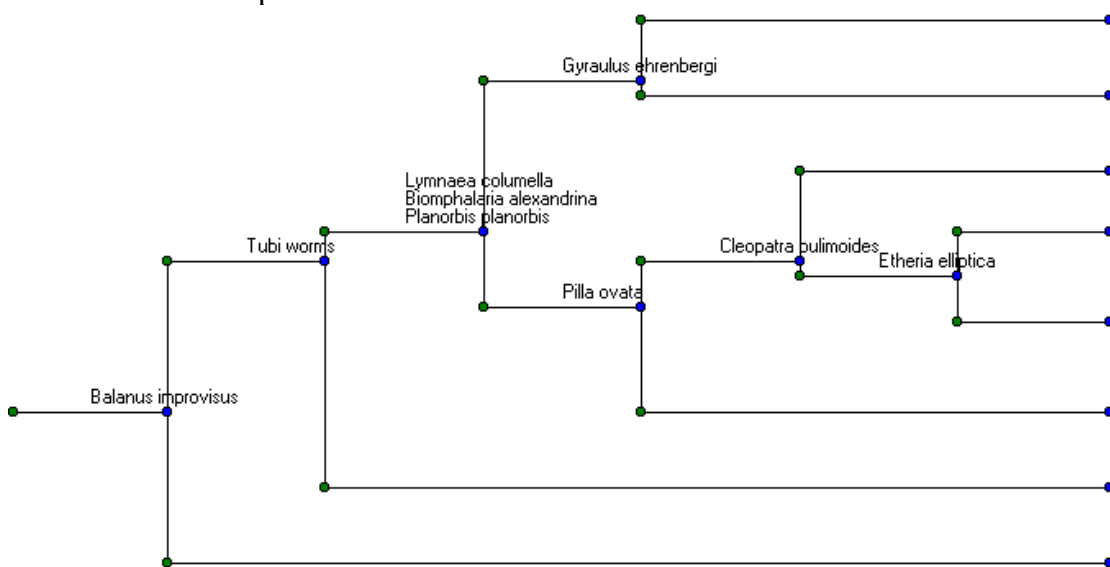 Gyraulus ehrenbergi
Lymnaea columella
Biomphalaria alexandrina
Planorbis planorbis
Tubi worms
Cleopatra bulimoides
Etheria elliptica
Pilla ovata
Balanus improvisus